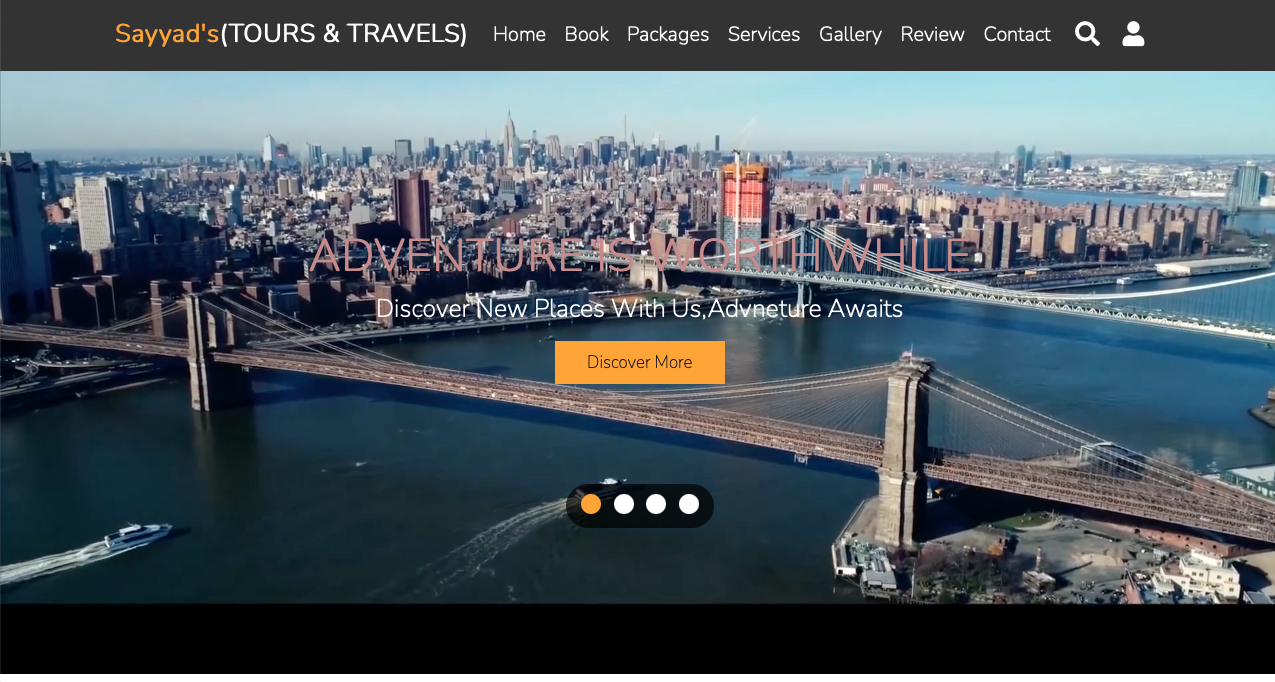 Sayyad's(TOURS & TRAVELS) Home Book Packages Services Gallery Review Contact
ADVENTURE IS WORTHWHILE
Discover New Places With Us,Advneture Awaits
Discover More